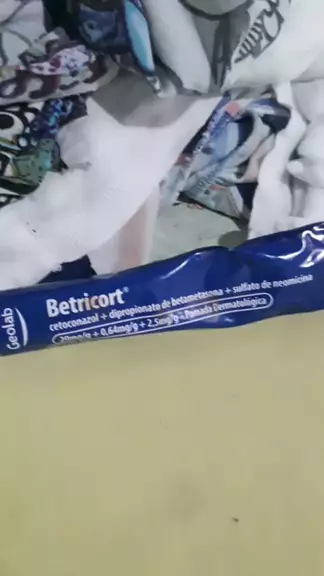 Geolab
Betricort®
cetoconazol + dipropionato de betametasona + sulfato de neomicina
20mg/g + 0,64mg/g + 2,5mg/g - Pomada Dermatológica